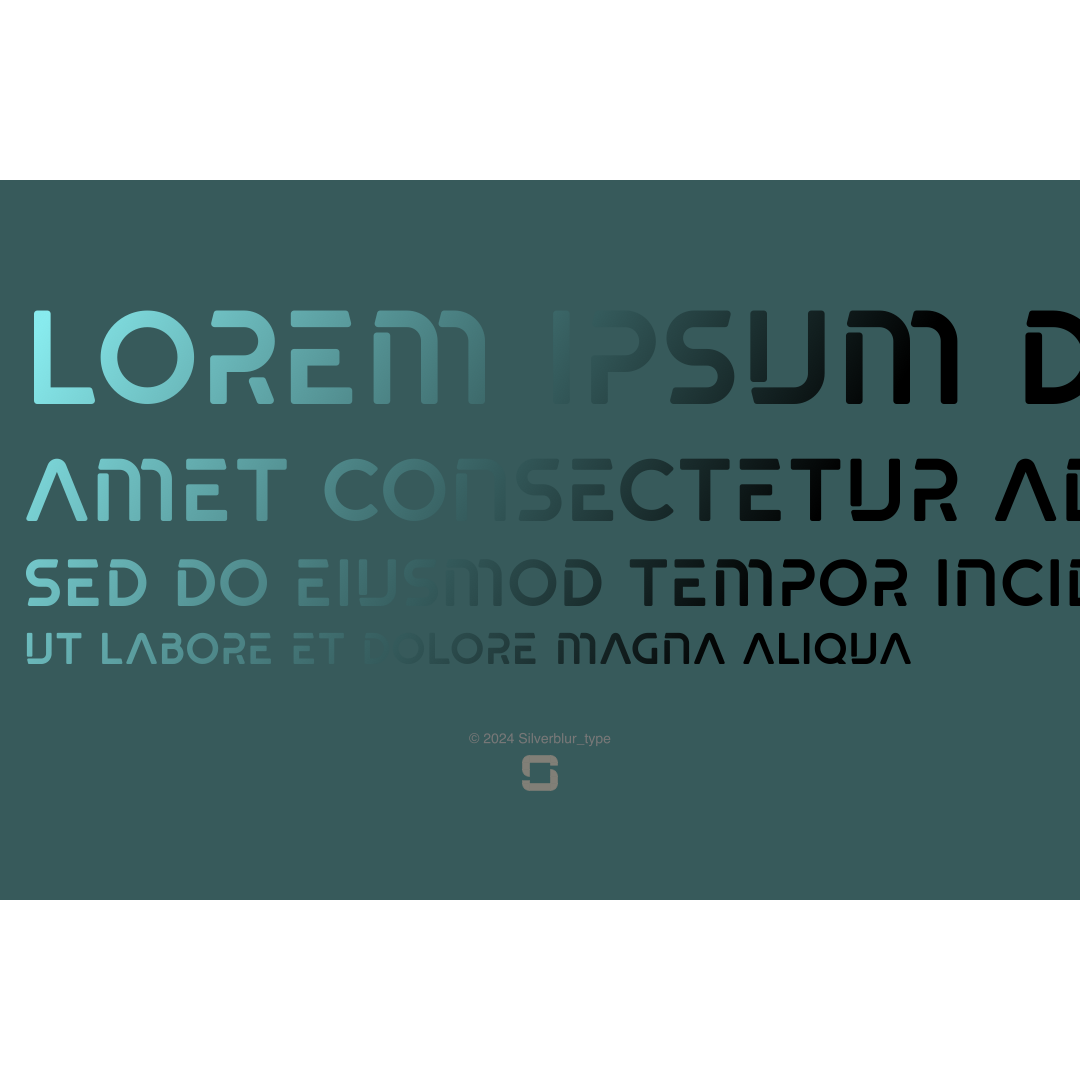 LOREM IPSUM D
AMET CONSECTETUR AD
SED DO EIUSMOD TEMPOR INCID
UT LABORE ET DOLORE MAGNA ALIQUA
© 2024 Silverblur_type